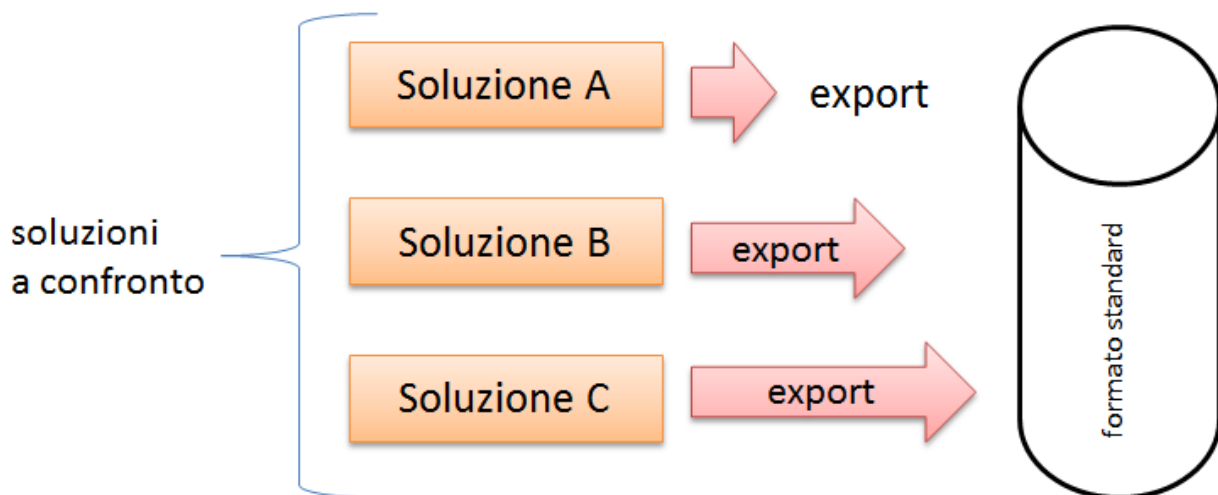 soluzioni
a confronto
Soluzione A
export
Soluzione B
export
Soluzione C
export
formato standard